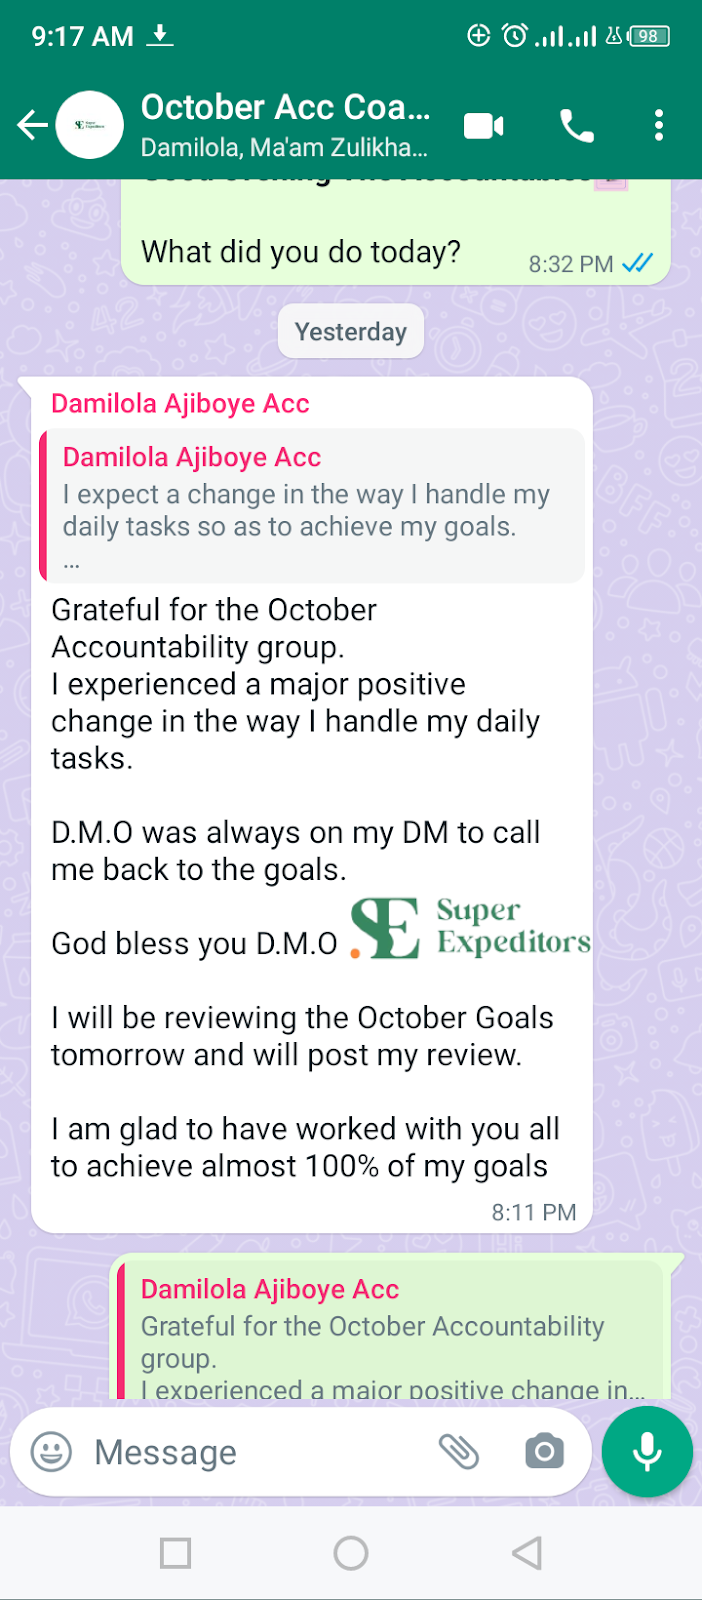 9:17 AM
98
October Acc Coa...
Damilola, Ma'am Zulikha...
Good evening The Accountables
What did you do today?
8:32 PM
Yesterday
Damilola Ajiboye Acc
Damilola Ajiboye Acc
I expect a change in the way I handle my
daily tasks so as to achieve my goals.
...
Grateful for the October
Accountability group.
I experienced a major positive
change in the way I handle my daily
tasks.
D.M.O was always on my DM to call
me back to the goals.
God bless you D.M.O
SE Super
Expeditors
I will be reviewing the October Goals
tomorrow and will post my review.
I am glad to have worked with you all
to achieve almost 100% of my goals
8:11 PM
Damilola Ajiboye Acc
Grateful for the October Accountability
group.
I experienced a major positive change in...
Message